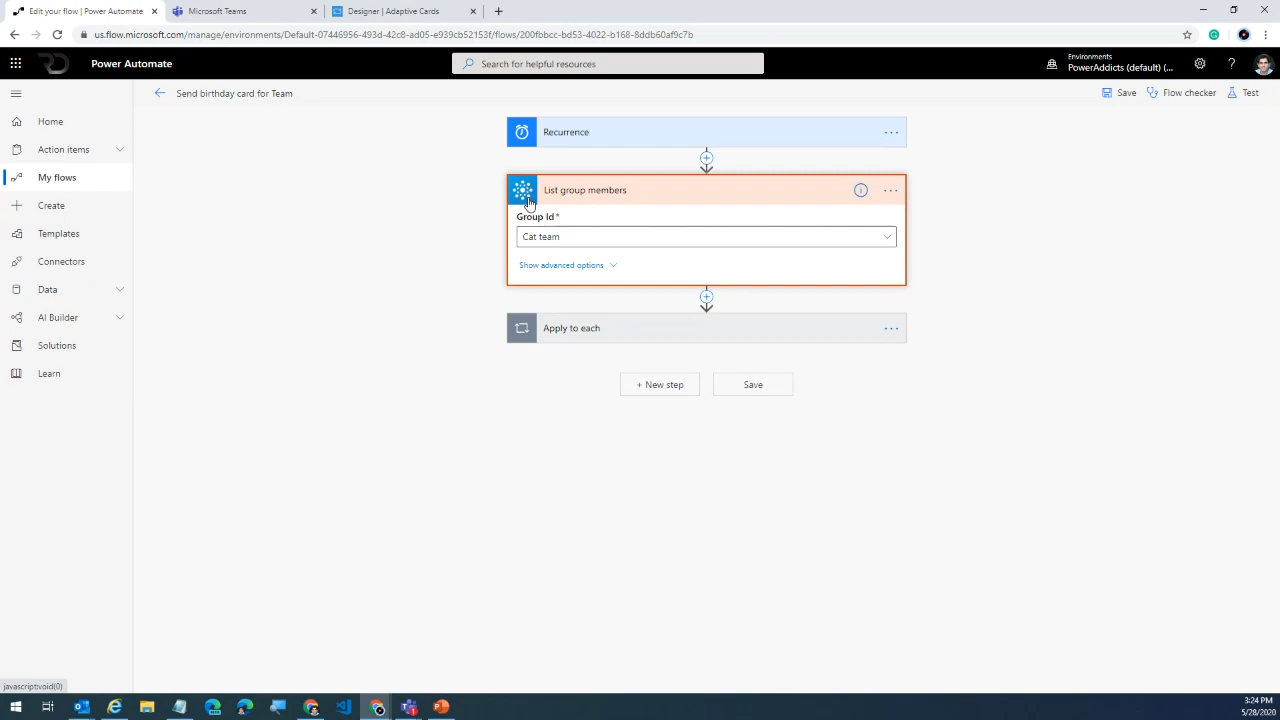 Edit your flow | Power Automate
Microsoft Teams
Designer | Adaptive Cards
us.flow.microsoft.com/manage/environments/Default-07446956-493d-42c8-ad05-e939cb52153f/flows/200fbbcc-bd53-4022-b168-8ddb60af9c7b
Power Automate
Search for helpful resources
Environments
PowerAddicts (default) (...
?
Send birthday card for Team
Save
Flow checker
Test
Home
Action items
My flows
Create
Templates
Connectors
Data
AI Builder
Solutions
Learn
Recurrence
List group members
Group Id *
Cat team
Show advanced options
Apply to each
+ New step
Save
javascript:void(0)
3:24 PM
5/28/2020